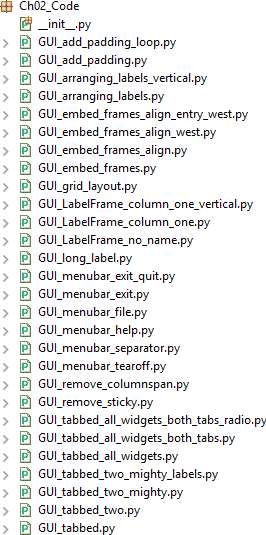 Ch02_Code
__init__.py
GUI_add_padding_loop.py
GUI_add_padding.py
GUI_arranging_labels_vertical.py
GUI_arranging_labels.py
GUI_embed_frames_align_entry_west.py
GUI_embed_frames_align_west.py
GUI_embed_frames_align.py
GUI_embed_frames.py
GUI_grid_layout.py
GUI_LabelFrame_column_one_vertical.py
GUI_LabelFrame_column_one.py
GUI_LabelFrame_no_name.py
GUI_long_label.py
GUI_menubar_exit_quit.py
GUI_menubar_exit.py
GUI_menubar_file.py
GUI_menubar_help.py
GUI_menubar_separator.py
GUI_menubar_tearoff.py
GUI_remove_columnspan.py
GUI_remove_sticky.py
GUI_tabbed_all_widgets_both_tabs_radio.py
GUI_tabbed_all_widgets_both_tabs.py
GUI_tabbed_all_widgets.py
GUI_tabbed_two_mighty_labels.py
GUI_tabbed_two_mighty.py
GUI_tabbed_two.py
GUI_tabbed.py